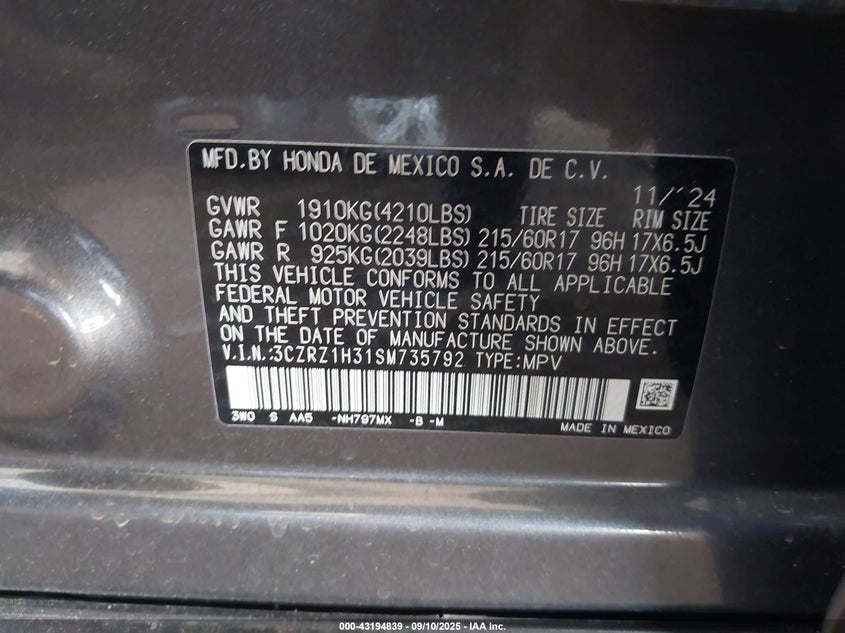 MFD.BY HONDA DE MEXICO S.A. DE C.V.
11/'24
GVWR 1910KG(4210LBS) TIRE SIZE RIM SIZE
GAWR F 1020KG(2248LBS) 215/60R17 96H 17X6.5J
GAWR R 925KG(2039LBS) 215/60R17 96H 17X6.5J
THIS VEHICLE CONFORMS TO ALL APPLICABLE
FEDERAL MOTOR VEHICLE SAFETY
AND THEFT PREVENTION STANDARDS IN EFFECT
ON THE DATE OF MANUFACTURE SHOWN ABOVE.
V.I.N.:3CZRZ1H31SM735792 TYPE:MPV
3W0 S AA5 -NH797MX -B -M
MADE IN MEXICO
000-43194839 - 09/10/2025 - IAA Inc.